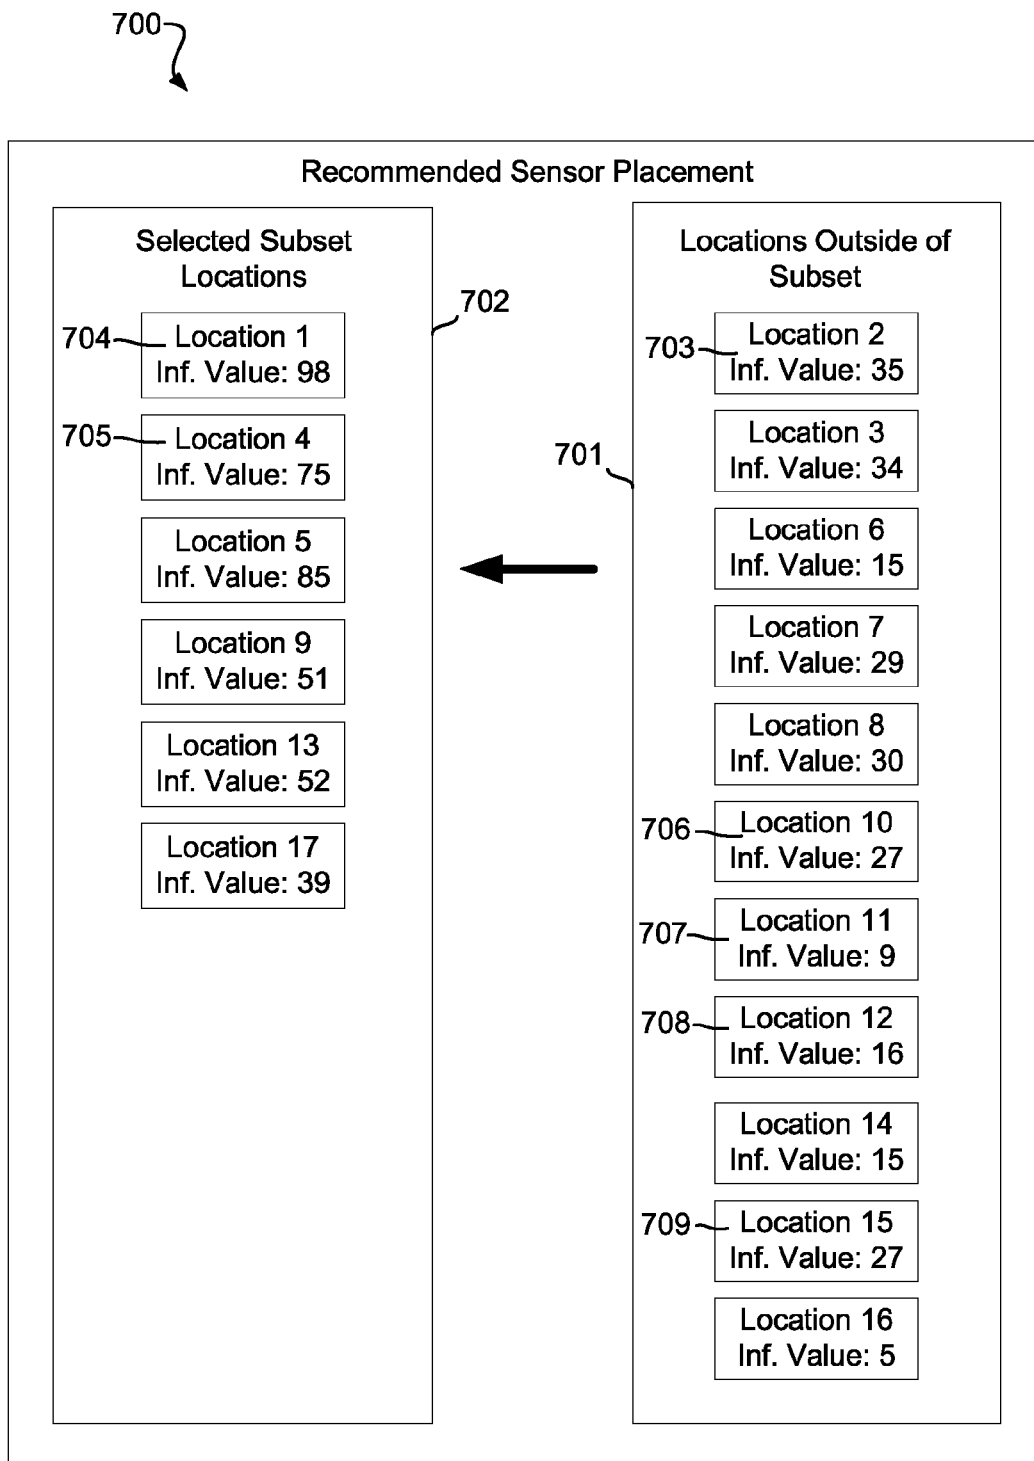 700
Recommended Sensor Placement
Selected Subset
Locations
702
704
Location 1
Inf. Value: 98
705
Location 4
Inf. Value: 75
Location 5
Inf. Value: 85
Location 9
Inf. Value: 51
Location 13
Inf. Value: 52
Location 17
Inf. Value: 39
701
Locations Outside of
Subset
703
Location 2
Inf. Value: 35
Location 3
Inf. Value: 34
Location 6
Inf. Value: 15
Location 7
Inf. Value: 29
Location 8
Inf. Value: 30
706
Location 10
Inf. Value: 27
707
Location 11
Inf. Value: 9
708
Location 12
Inf. Value: 16
Location 14
Inf. Value: 15
709
Location 15
Inf. Value: 27
Location 16
Inf. Value: 5